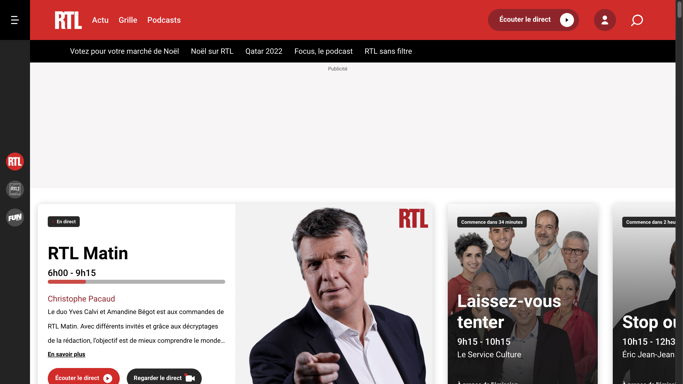 RTL
Actu
Grille
Podcasts
Écouter le direct
Votez pour votre marché de Noël
Noël sur RTL
Qatar 2022
Focus, le podcast
RTL sans filtre
Publicité
RTL
RTL2
FUN
En direct
RTL Matin
6h00 - 9h15
Christophe Pacaud
Le duo Yves Calvi et Amandine Bégot est aux commandes de
RTL Matin. Avec différents invités et grâce aux décryptages
de la rédaction, l'objectif est de mieux comprendre le monde...
En savoir plus
Écouter le direct
Regarder le direct
RTL
Commence dans 34 minutes
Laissez-vous
tenter
9h15 - 10h15
Le Service Culture
Commence dans 2 heu
Stop ou
10h15 - 12h3
Éric Jean-Jean